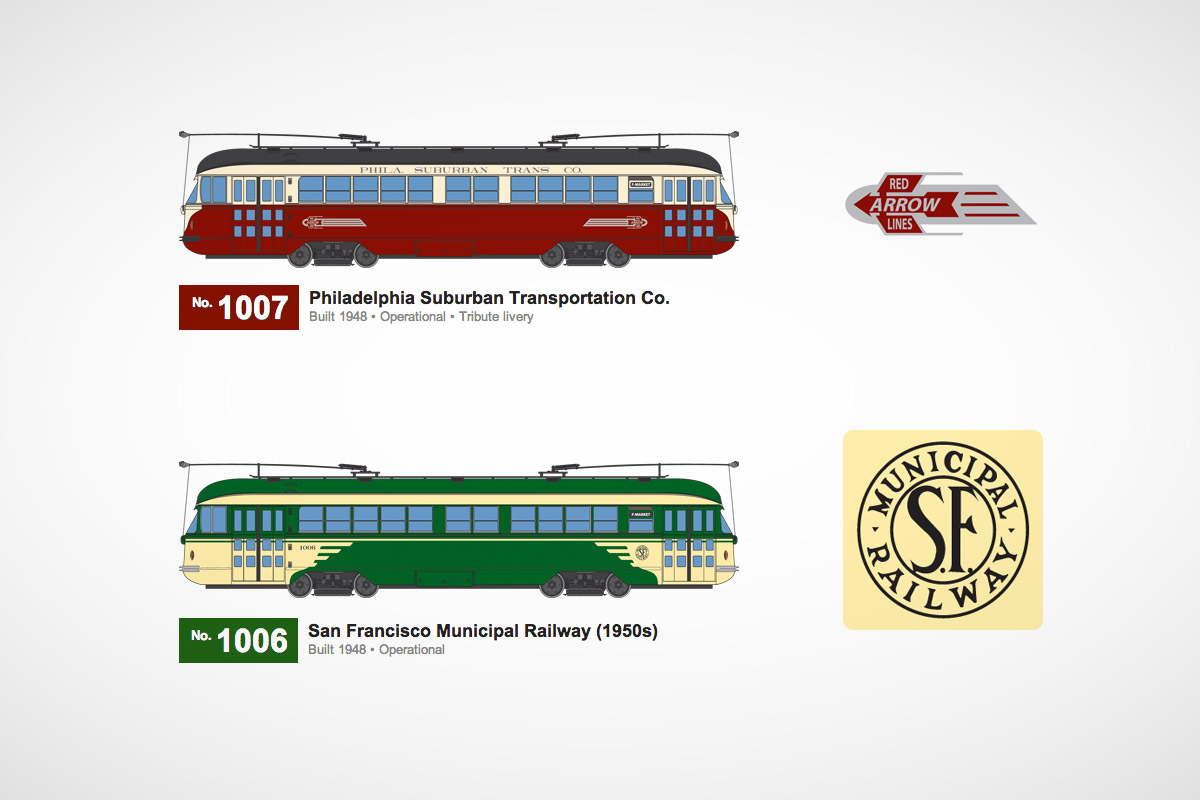 PHILA. SUBURBAN TRANS CO.
F-MARKET
RED
ARROW
LINES
No. 1007
Philadelphia Suburban Transportation Co.
Built 1948 • Operational • Tribute livery
F-MARKET
1006
S.F.
MUNICIPAL
S.F.
RAILWAY
No. 1006
San Francisco Municipal Railway (1950s)
Built 1948 • Operational